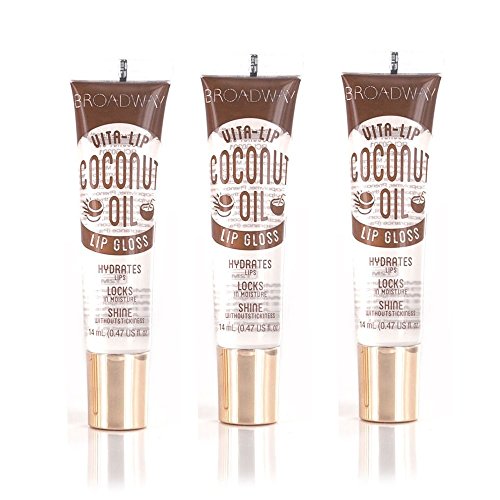 BROADWAY
VITA-LIP
COCONUT
OIL
LIP GLOSS
HYDRATES
LIPS
LOCKS
IN MOISTURE
SHINE
WITHOUT STICKINESS
14 mL (0.47 US fl.
BROADWAY
VITA-LIP
COCONUT
OIL
LIP GLOSS
HYDRATES
LIPS
LOCKS
IN MOISTURE
SHINE
WITHOUT STICKINESS
14 mL (0.47 US fl.
BROADWAY
VITA-LIP
COCONUT
OIL
LIP GLOSS
HYDRATES
LIPS
LOCKS
IN MOISTURE
SHINE
WITHOUT STICKINESS
14 mL (0.47 US fl.